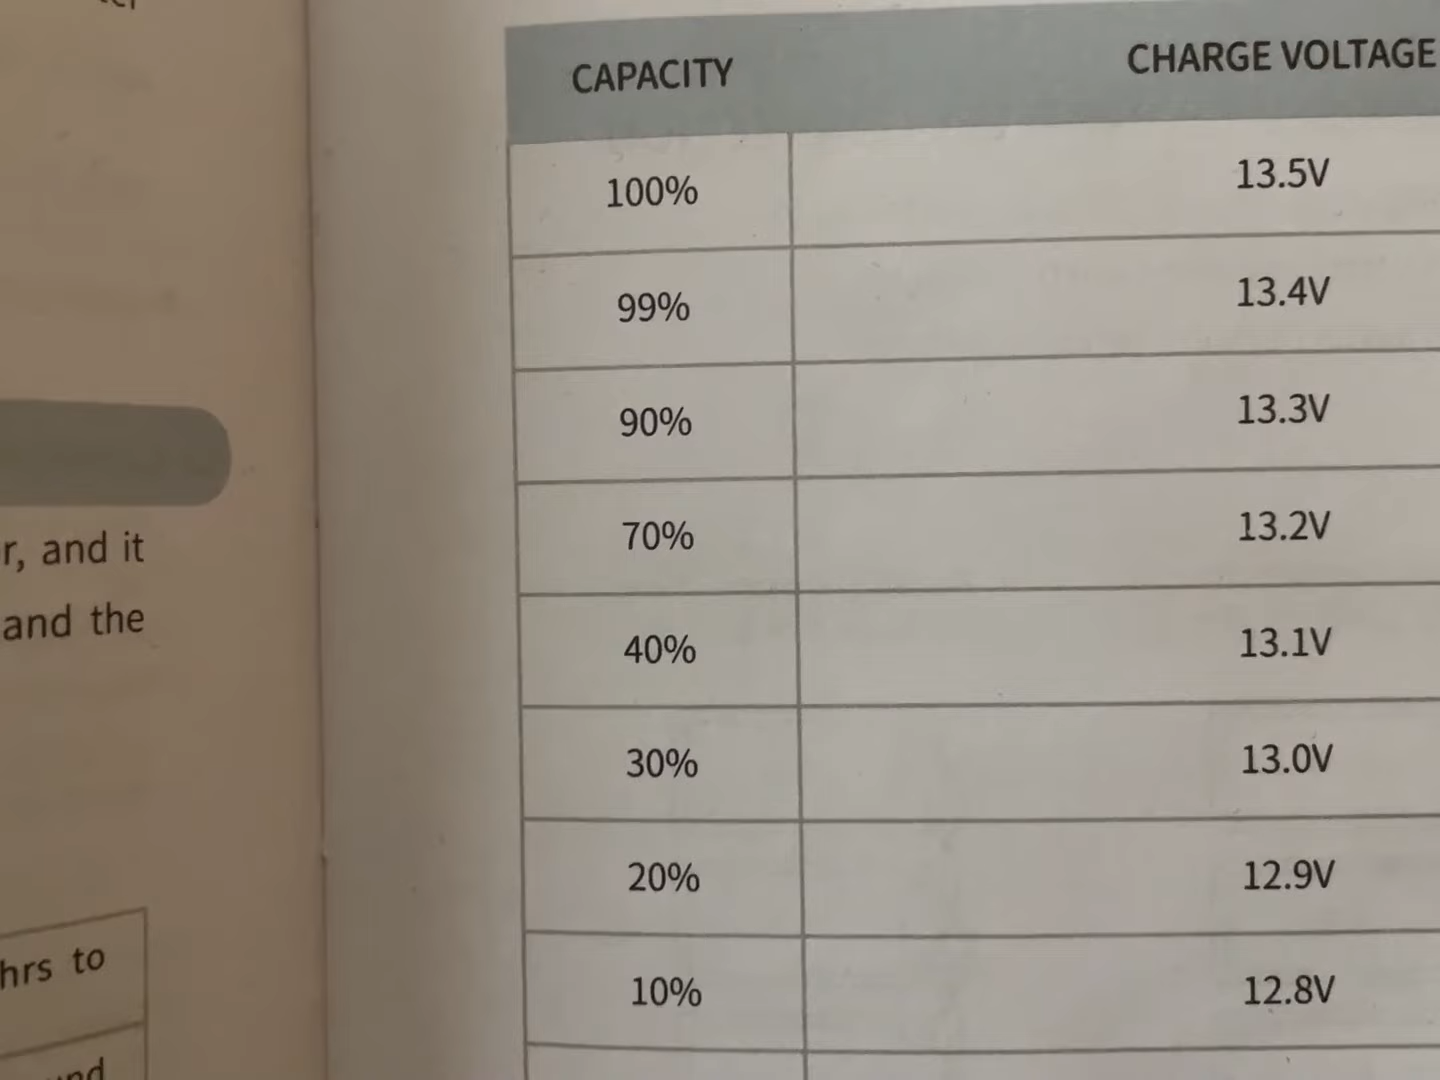 r, and it
and the
hrs to
CAPACITY CHARGE VOLTAGE
100% 13.5V
99% 13.4V
90% 13.3V
70% 13.2V
40% 13.1V
30% 13.0V
20% 12.9V
10% 12.8V